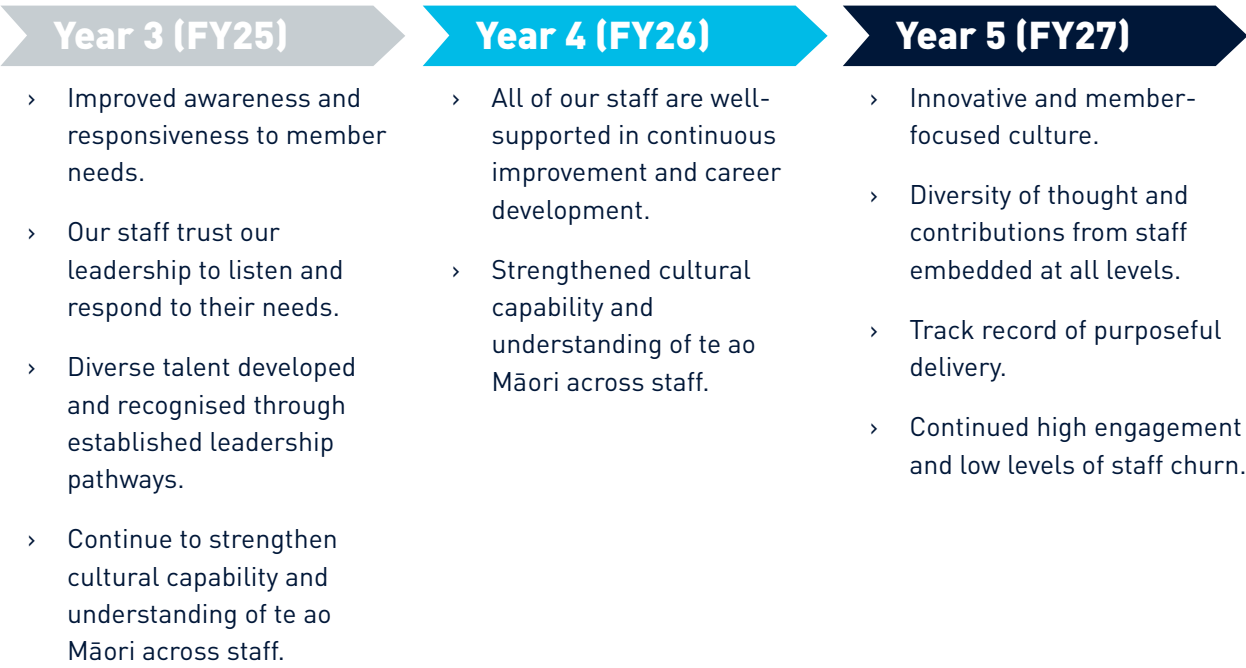 Year 3 (FY25)
› Improved awareness and
responsiveness to member
needs.
› Our staff trust our
leadership to listen and
respond to their needs.
› Diverse talent developed
and recognised through
established leadership
pathways.
› Continue to strengthen
cultural capability and
understanding of te ao
Māori across staff.
Year 4 (FY26)
› All of our staff are well-
supported in continuous
improvement and career
development.
› Strengthened cultural
capability and
understanding of te ao
Māori across staff.
Year 5 (FY27)
› Innovative and member-
focused culture.
› Diversity of thought and
contributions from staff
embedded at all levels.
› Track record of purposeful
delivery.
› Continued high engagement
and low levels of staff churn.